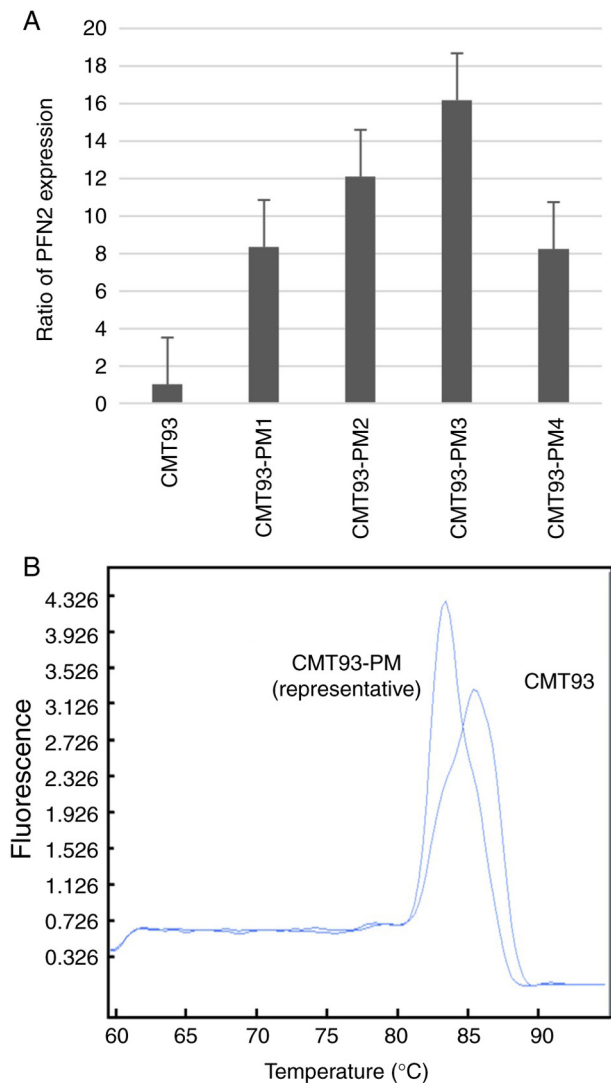 A
Ratio of PFN2 expression
20
18
16
14
12
10
8
6
4
2
0
CMT93
CMT93-PM1
CMT93-PM2
CMT93-PM3
CMT93-PM4
B
Fluorescence
4.326
3.926
3.526
3.126
2.726
2.326
1.926
1.526
1.126
0.726
0.326
CMT93-PM
(representative)
CMT93
60 65 70 75 80 85 90
Temperature (°C)